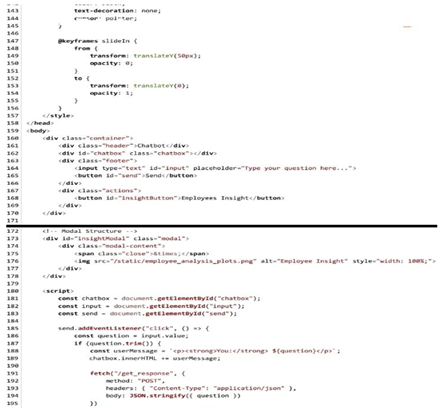 143 text-decoration: none;
144 cursor: pointer;
145 }
146
147 @keyframes slideIn {
148 from {
149 transform: translateY(50px);
150 opacity: 0;
151 }
152 to {
153 transform: translateY(0);
154 opacity: 1;
155 }
156 }
157 </style>
158 </head>
159 <body>
160 <div class="container">
161 <div class="header">Chatbot</div>
162 <div id="chatbox" class="chatbox"></div>
163 <div class="footer">
164 <input type="text" id="input" placeholder="Type your question here...">
165 <button id="send">Send</button>
166 </div>
167 <div class="actions">
168 <button id="insightButton">Employees Insight</button>
169 </div>
170 </div>
171
172 <!-- Modal Structure -->
173 <div id="insightModal" class="modal">
174 <div class="modal-content">
175 <span class="close">&times;</span>
176 <img src="/static/employee_analysis_plots.png" alt="Employee Insight" style="width: 100%;">
177 </div>
178 </div>
179
180 <script>
181 const chatbox = document.getElementById("chatbox");
182 const input = document.getElementById("input");
183 const send = document.getElementById("send");
184
185 send.addEventListener("click", () => {
186 const question = input.value;
187 if (question.trim()) {
188 const userMessage = `<p><strong>You:</strong> ${question}</p>`;
189 chatbox.innerHTML += userMessage;
190
191 fetch("/get_response", {
192 method: "POST",
193 headers: { "Content-Type": "application/json" },
194 body: JSON.stringify({ question })
195 })